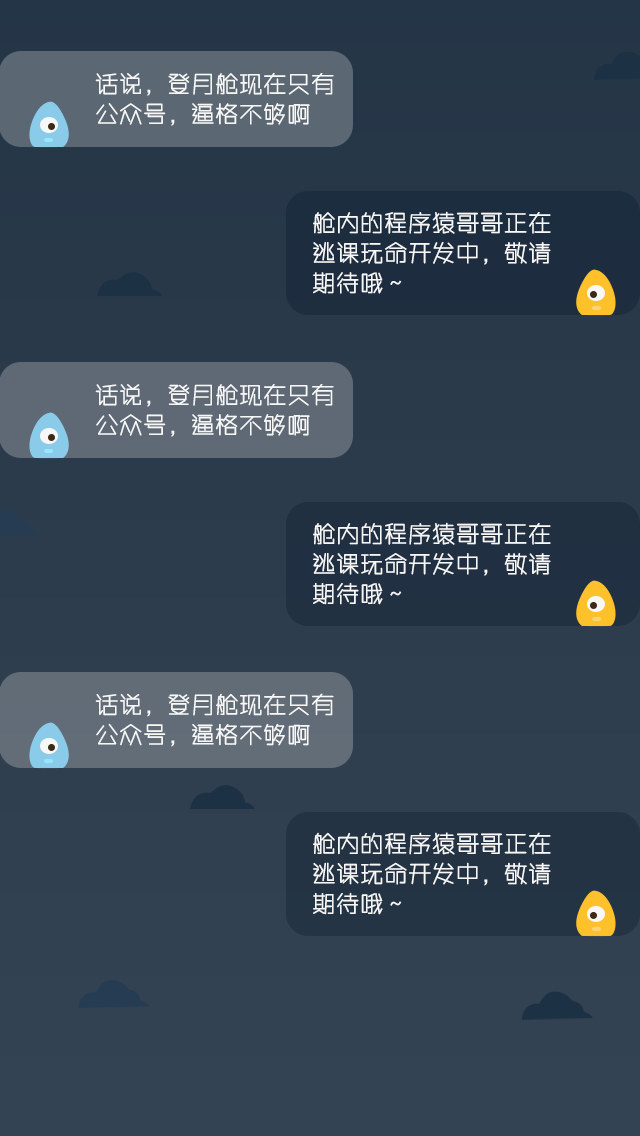 话说，登月舱现在只有
公众号，逼格不够啊
舱内的程序猿哥哥正在
逃课玩命开发中，敬请
期待哦～
话说，登月舱现在只有
公众号，逼格不够啊
舱内的程序猿哥哥正在
逃课玩命开发中，敬请
期待哦～
话说，登月舱现在只有
公众号，逼格不够啊
舱内的程序猿哥哥正在
逃课玩命开发中，敬请
期待哦～